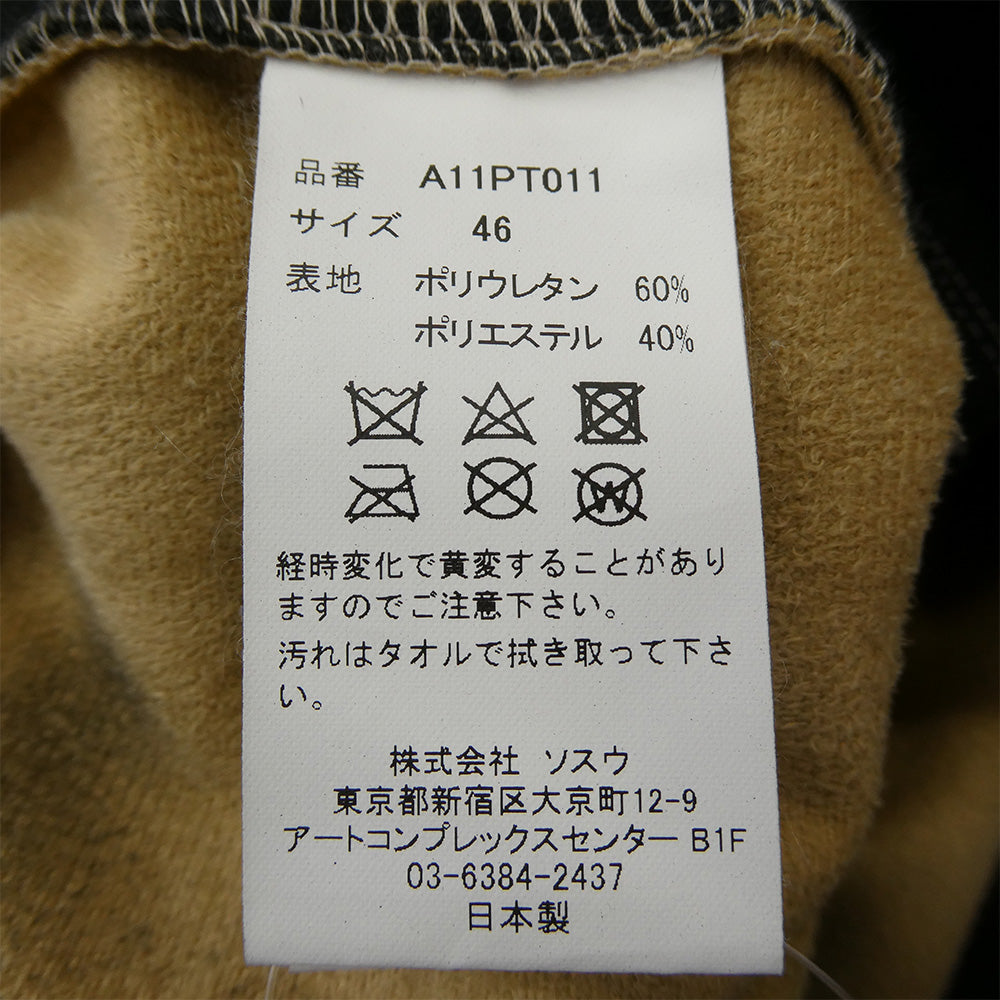 品番 A11PT011
サイズ 46
表地 ポリウレタン 60%
ポリエステル 40%
W
経時変化で黄変することがあり
ますのでご注意下さい。
汚れはタオルで拭き取って下さ
い。
株式会社 ソスウ
東京都新宿区大京町12-9
アートコンプレックスセンター B1F
03-6384-2437
日本製